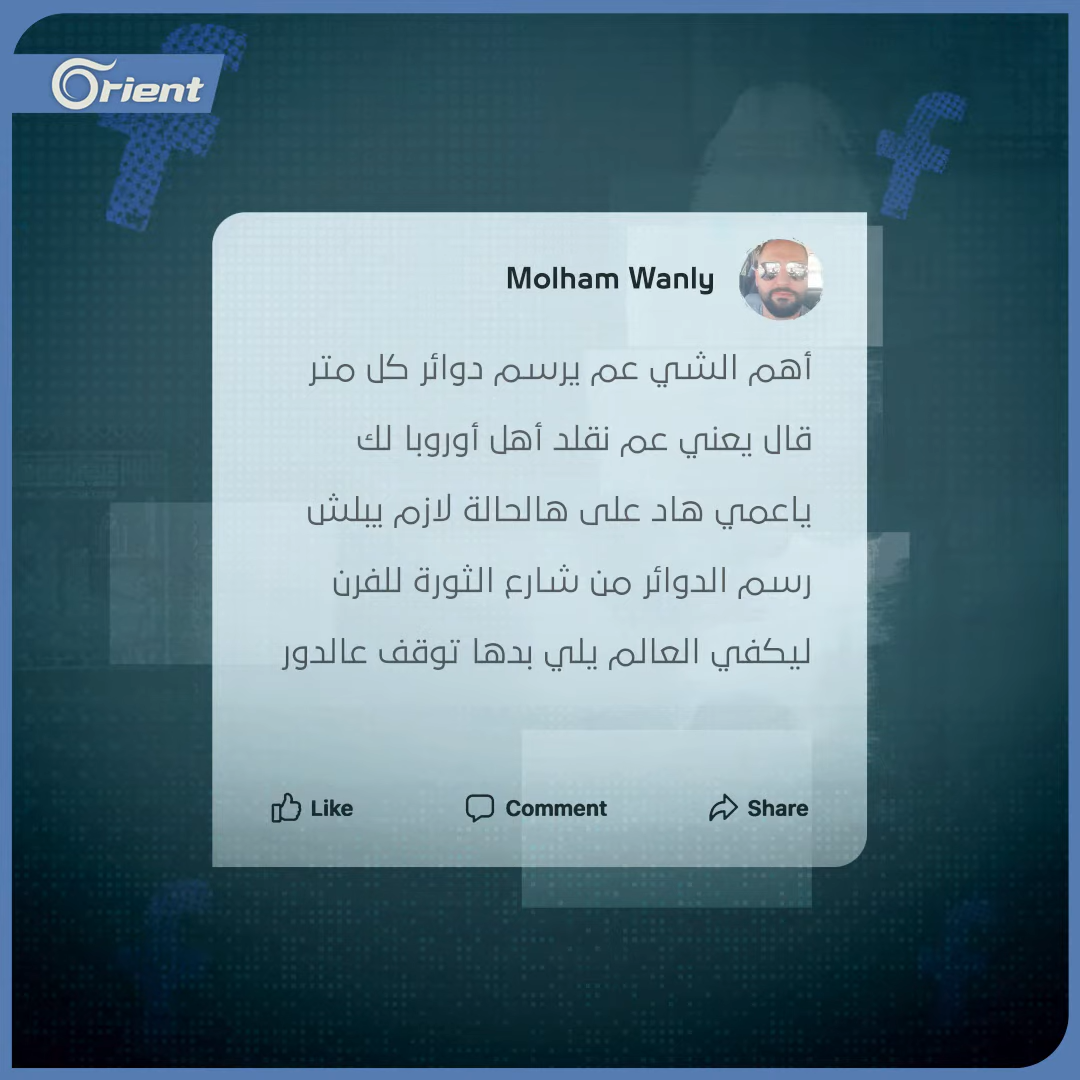 Orient
Molham Wanly
أهم الشي عم يرسم دوائر كل متر
قال يعني عم نقلد أهل أوروبا لك
ياعمي هاد على هالحالة لازم يبلش
رسم الدوائر من شارع الثورة للفرن
ليكفي العالم يلي بدها توقف عالدور
Like Comment Share